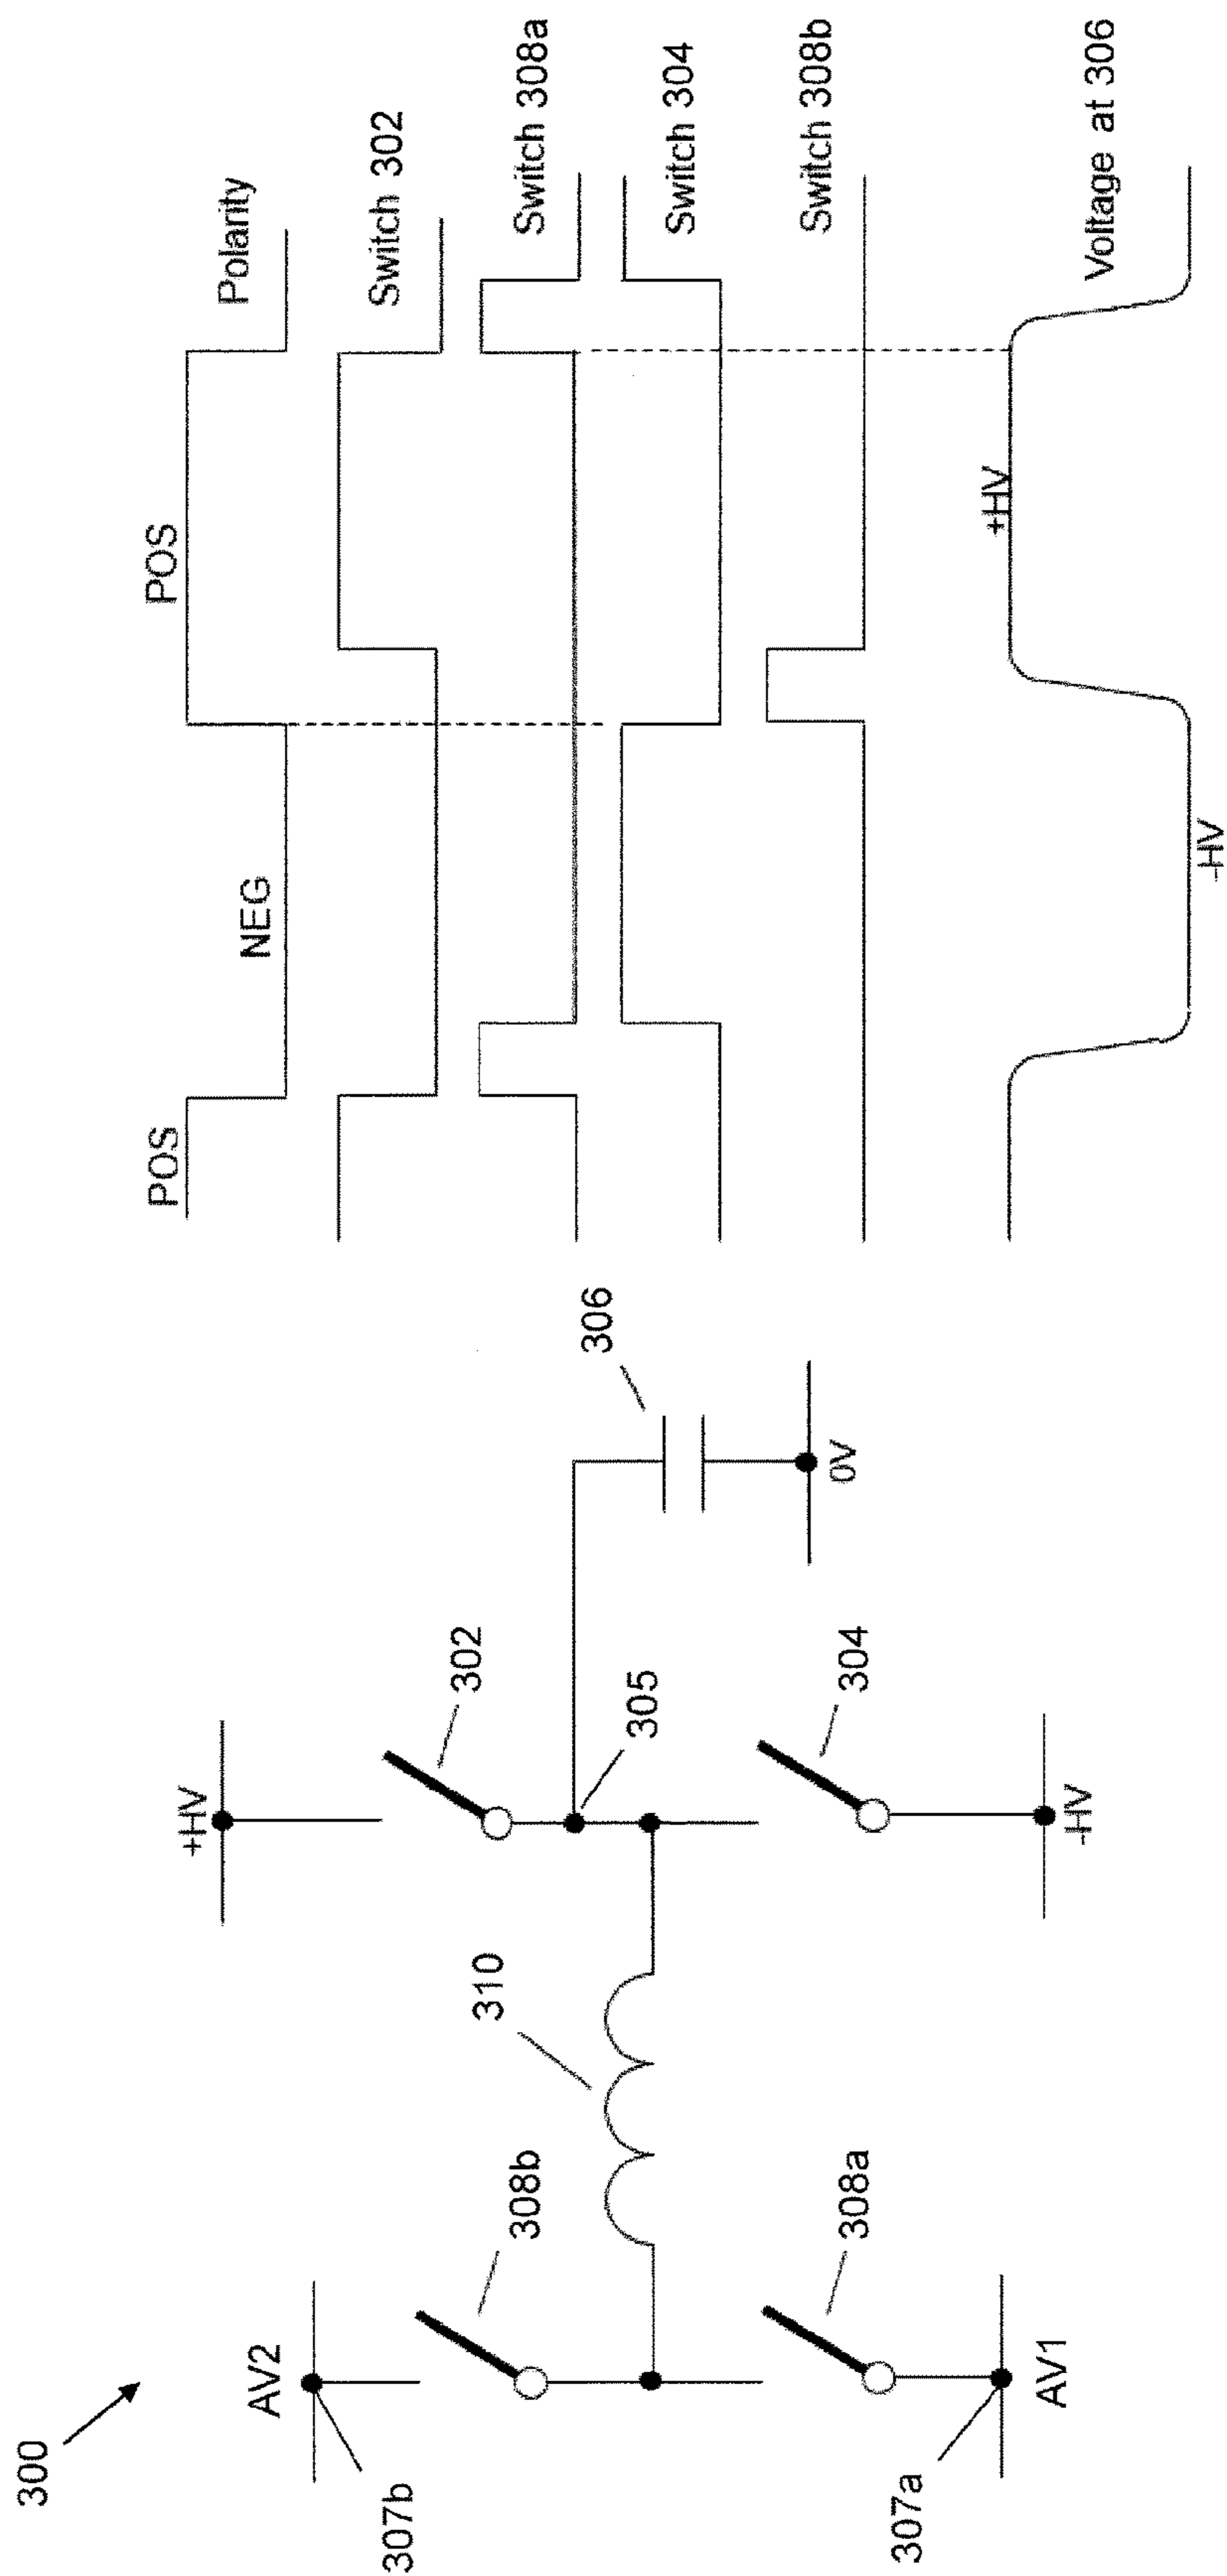 300
AV2
307b
308b
308a
307a
AV1
310
+HV
302
305
304
-HV
306
0V
POS
NEG
POS
Polarity
Switch 302
Switch 308a
Switch 304
Switch 308b
+HV
-HV
Voltage at 306